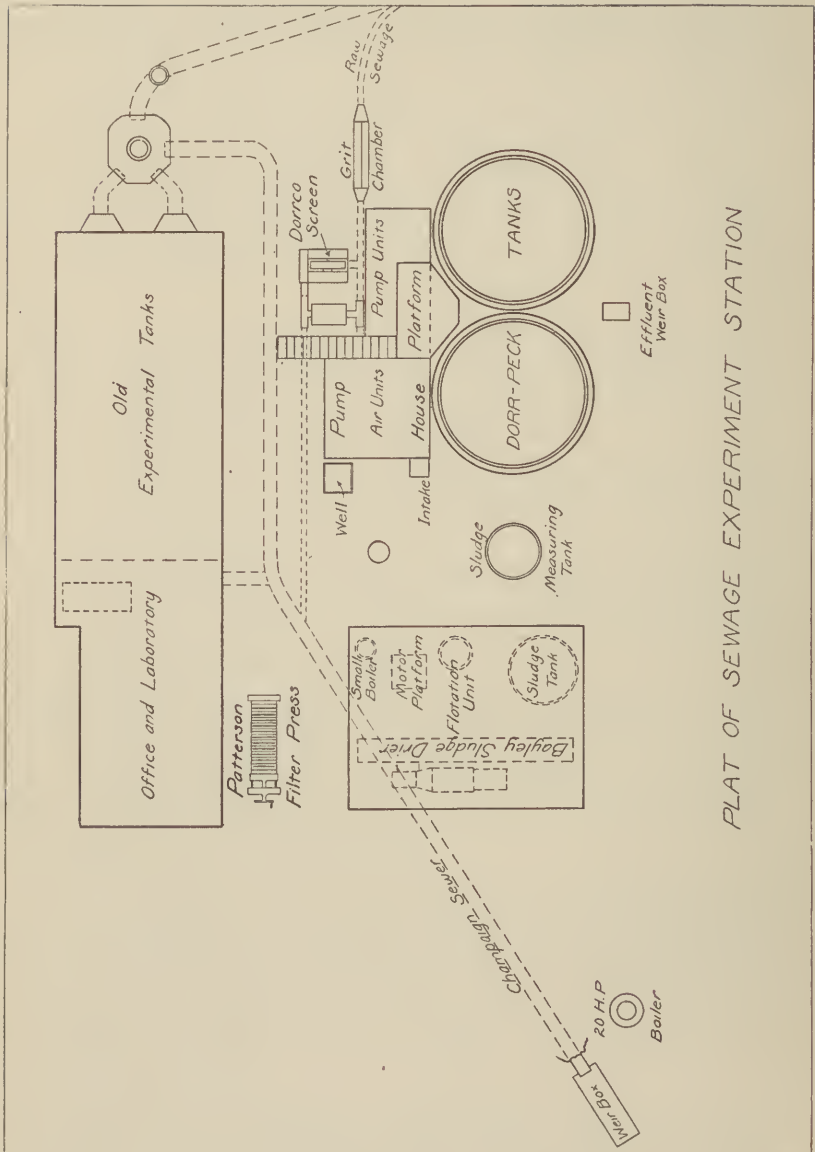 Raw
Sewage
Grit
Chamber
Dorrco
Screen
Pump Units
Platform
TANKS
Old
Experimental Tanks
Pump
Air Units
House
DORR-PECK
Effluent
Weir Box
Well
Intake
Sludge
Measuring
Tank
Office and Laboratory
Patterson
Filter Press
Small
Boiler
Motor
Platform
Flotation
Unit
Sludge
Tank
Bayley Sludge Drier
Champaign Sewer
20 H.P
Boiler
Weir Box
PLAT OF SEWAGE EXPERIMENT STATION